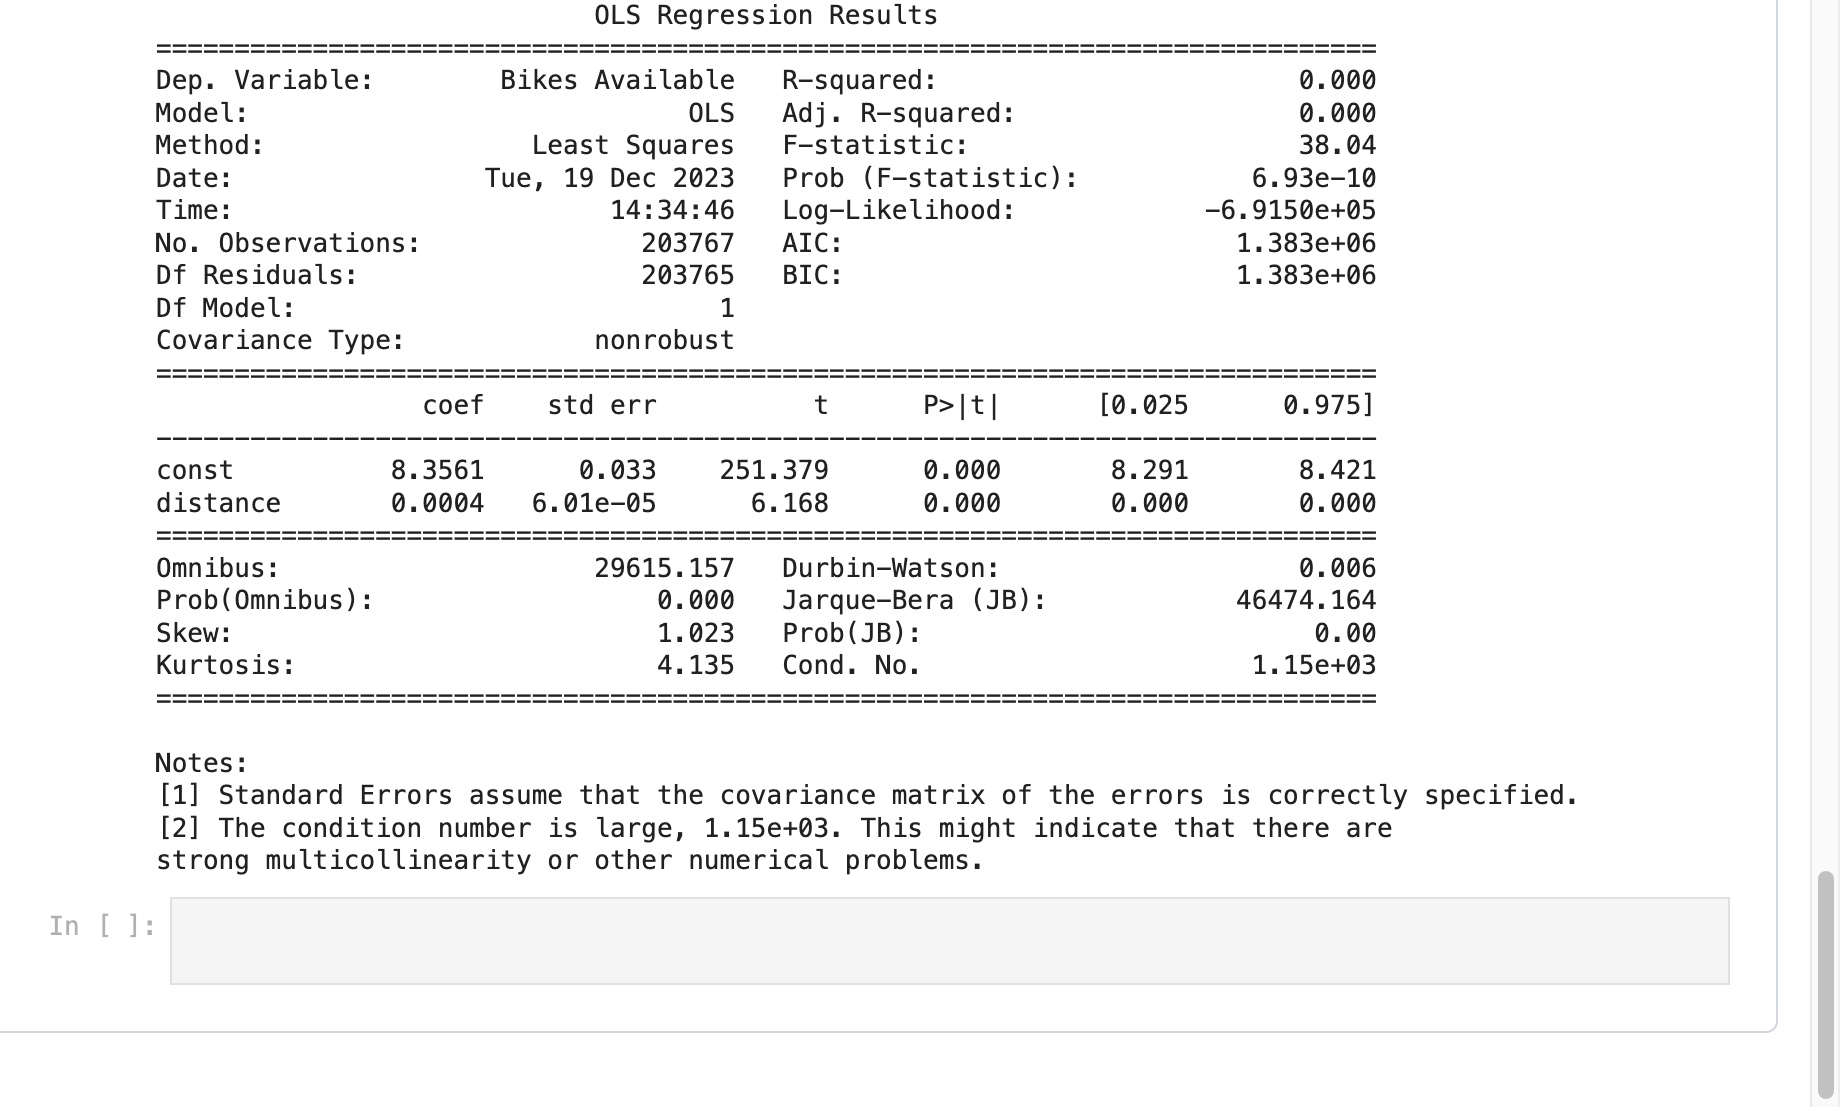 OLS Regression Results
==============================================================================
Dep. Variable:        Bikes Available   R-squared:                       0.000
Model:                            OLS   Adj. R-squared:                  0.000
Method:                 Least Squares   F-statistic:                     38.04
Date:                Tue, 19 Dec 2023   Prob (F-statistic):           6.93e-10
Time:                        14:34:46   Log-Likelihood:            -6.9150e+05
No. Observations:              203767   AIC:                         1.383e+06
Df Residuals:                  203765   BIC:                         1.383e+06
Df Model:                           1
Covariance Type:            nonrobust
==============================================================================
                 coef    std err          t      P>|t|      [0.025      0.975]
------------------------------------------------------------------------------
const          8.3561      0.033    251.379      0.000       8.291       8.421
distance       0.0004   6.01e-05      6.168      0.000       0.000       0.000
==============================================================================
Omnibus:                    29615.157   Durbin-Watson:                   0.006
Prob(Omnibus):                  0.000   Jarque-Bera (JB):            46474.164
Skew:                           1.023   Prob(JB):                         0.00
Kurtosis:                       4.135   Cond. No.                     1.15e+03
==============================================================================

Notes:
[1] Standard Errors assume that the covariance matrix of the errors is correctly specified.
[2] The condition number is large, 1.15e+03. This might indicate that there are
strong multicollinearity or other numerical problems.
In [ ]: